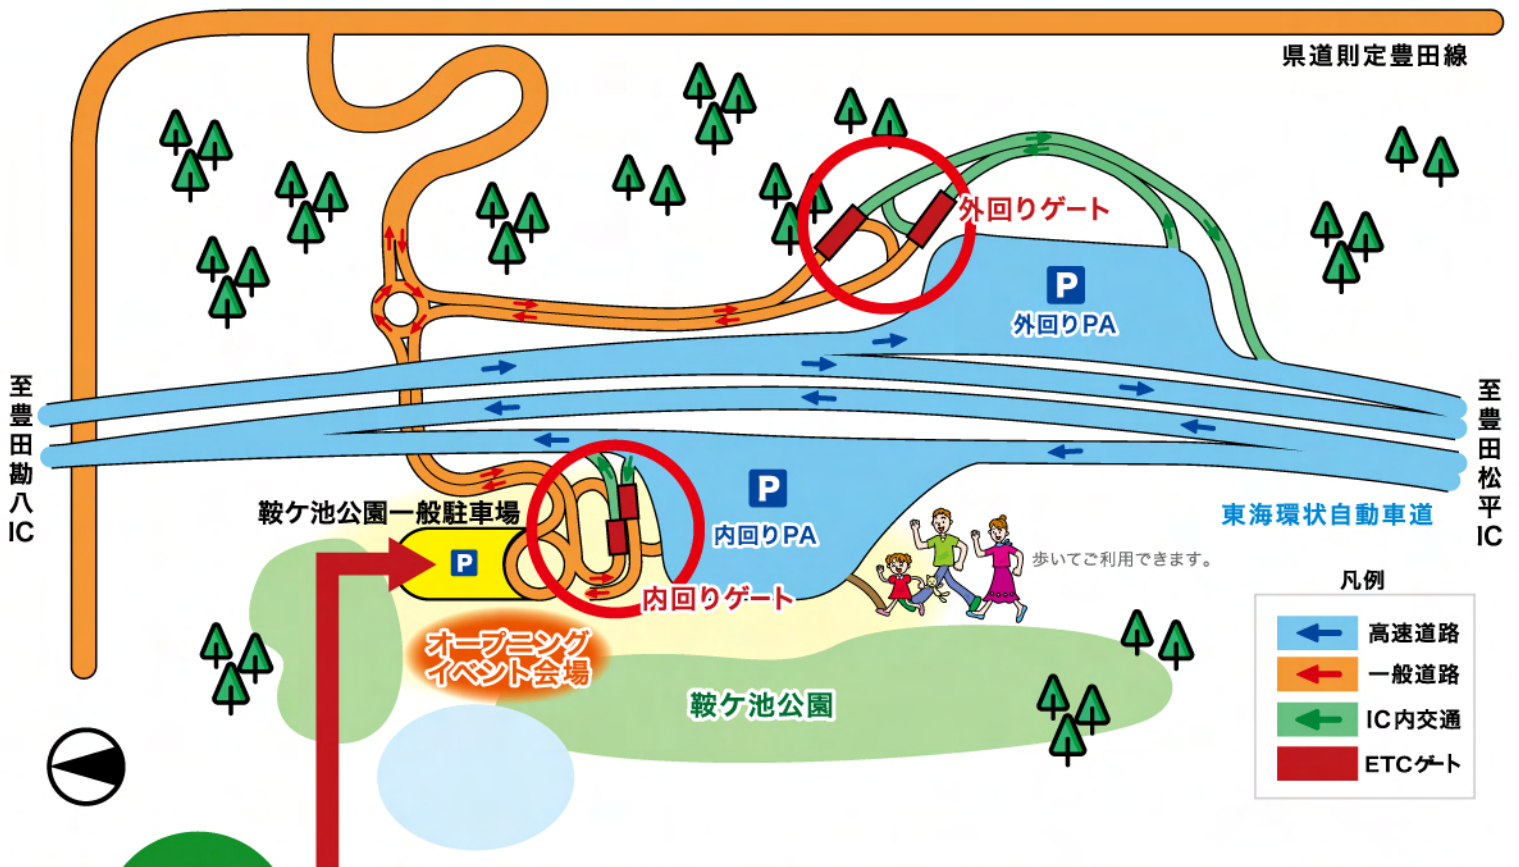 県道則定豊田線
外回りゲート
P
外回りPA
至豊田勘八IC
至豊田松平IC
P
内回りPA
鞍ケ池公園一般駐車場
P
東海環状自動車道
歩いてご利用できます。
内回りゲート
オープニング
イベント会場
鞍ケ池公園
凡例
高速道路
一般道路
IC内交通
ETCゲート